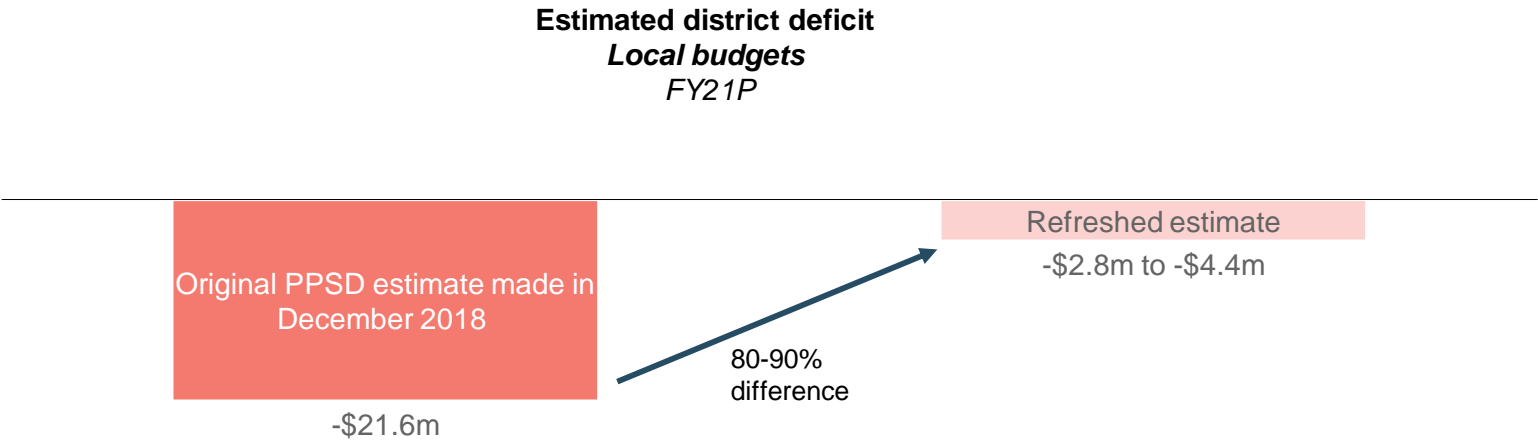 Estimated district deficit
Local budgets
FY21P
Original PPSD estimate made in
December 2018
-$21.6m
80-90%
difference
Refreshed estimate
-$2.8m to -$4.4m